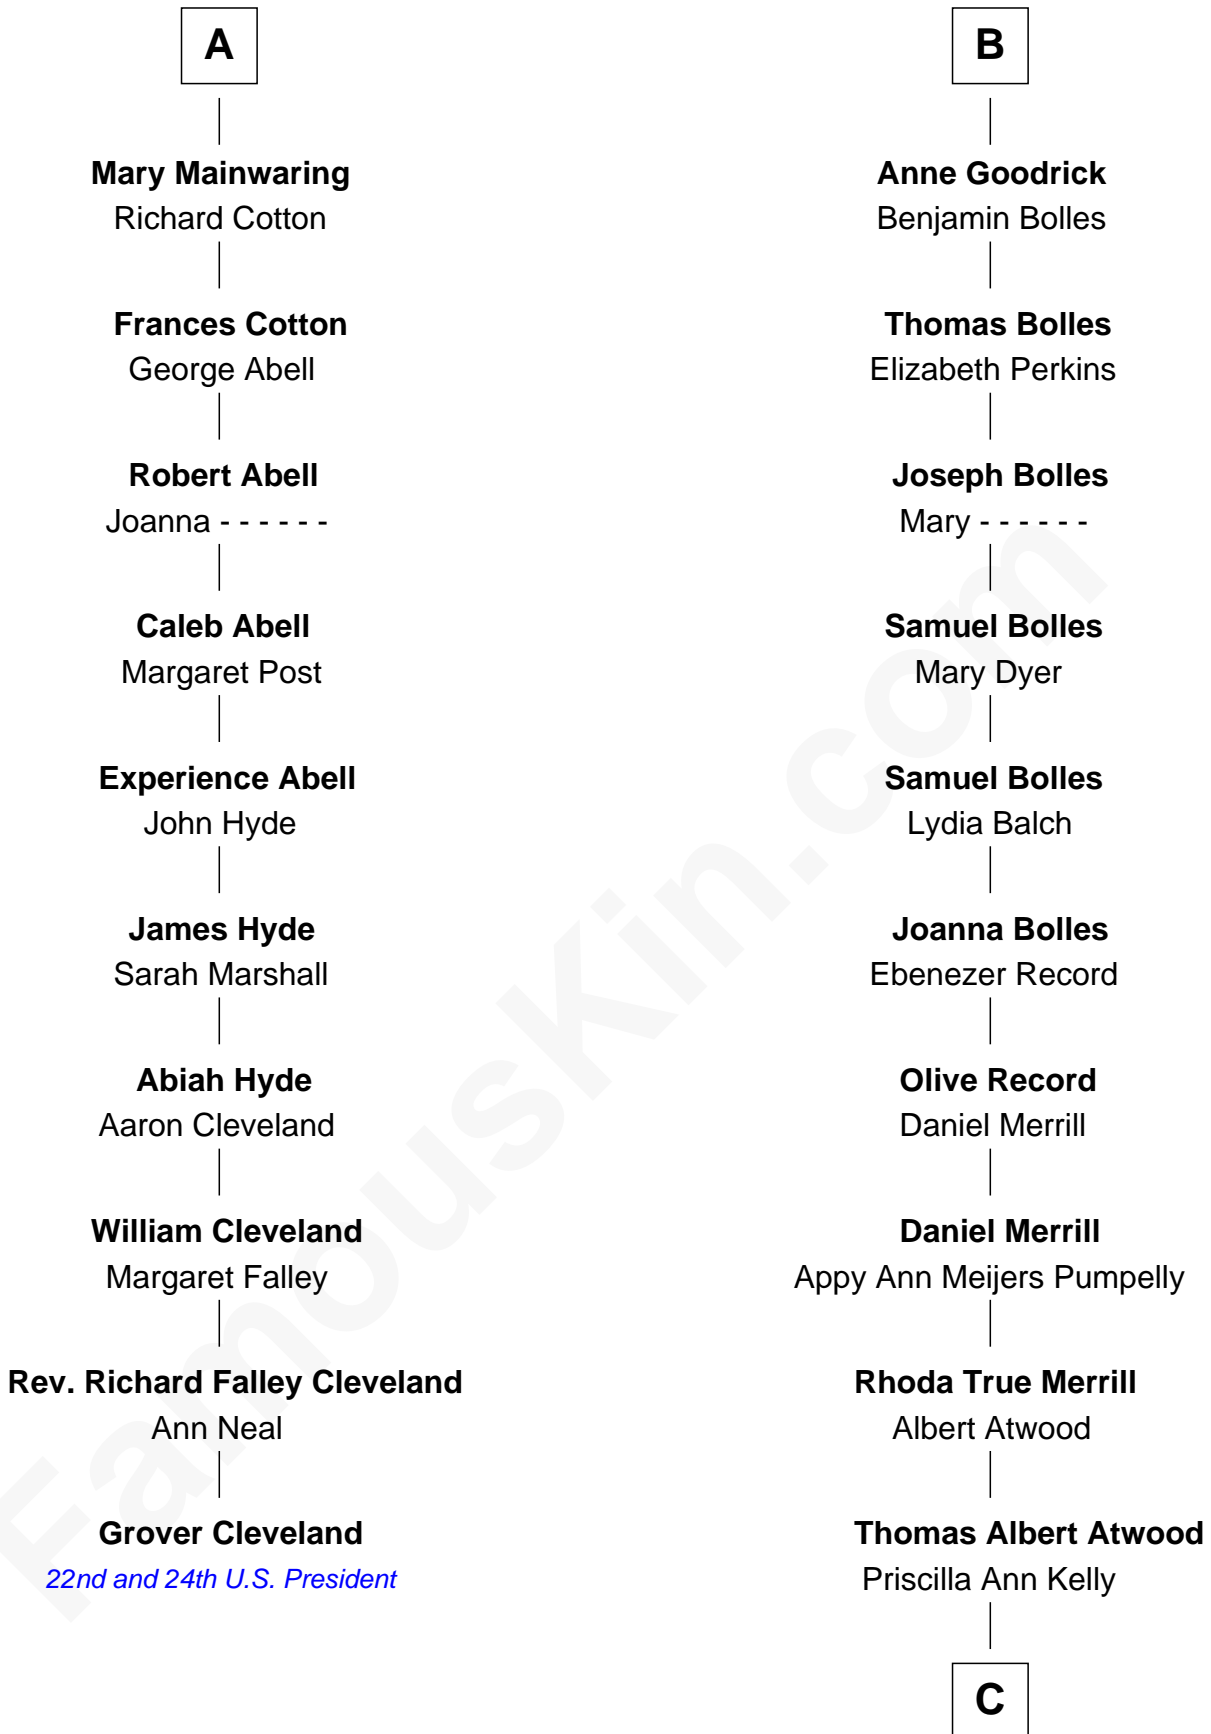 A
Mary Mainwaring
Richard Cotton
Frances Cotton
George Abell
Robert Abell
Joanna - - - - - -
Caleb Abell
Margaret Post
Experience Abell
John Hyde
James Hyde
Sarah Marshall
Abiah Hyde
Aaron Cleveland
William Cleveland
Margaret Falley
Rev. Richard Falley Cleveland
Ann Neal
Grover Cleveland
22nd and 24th U.S. President
B
Anne Goodrick
Benjamin Bolles
Thomas Bolles
Elizabeth Perkins
Joseph Bolles
Mary - - - - - -
Samuel Bolles
Mary Dyer
Samuel Bolles
Lydia Balch
Joanna Bolles
Ebenezer Record
Olive Record
Daniel Merrill
Daniel Merrill
Appy Ann Meijers Pumpelly
Rhoda True Merrill
Albert Atwood
Thomas Albert Atwood
Priscilla Ann Kelly
C
FamousKin.com